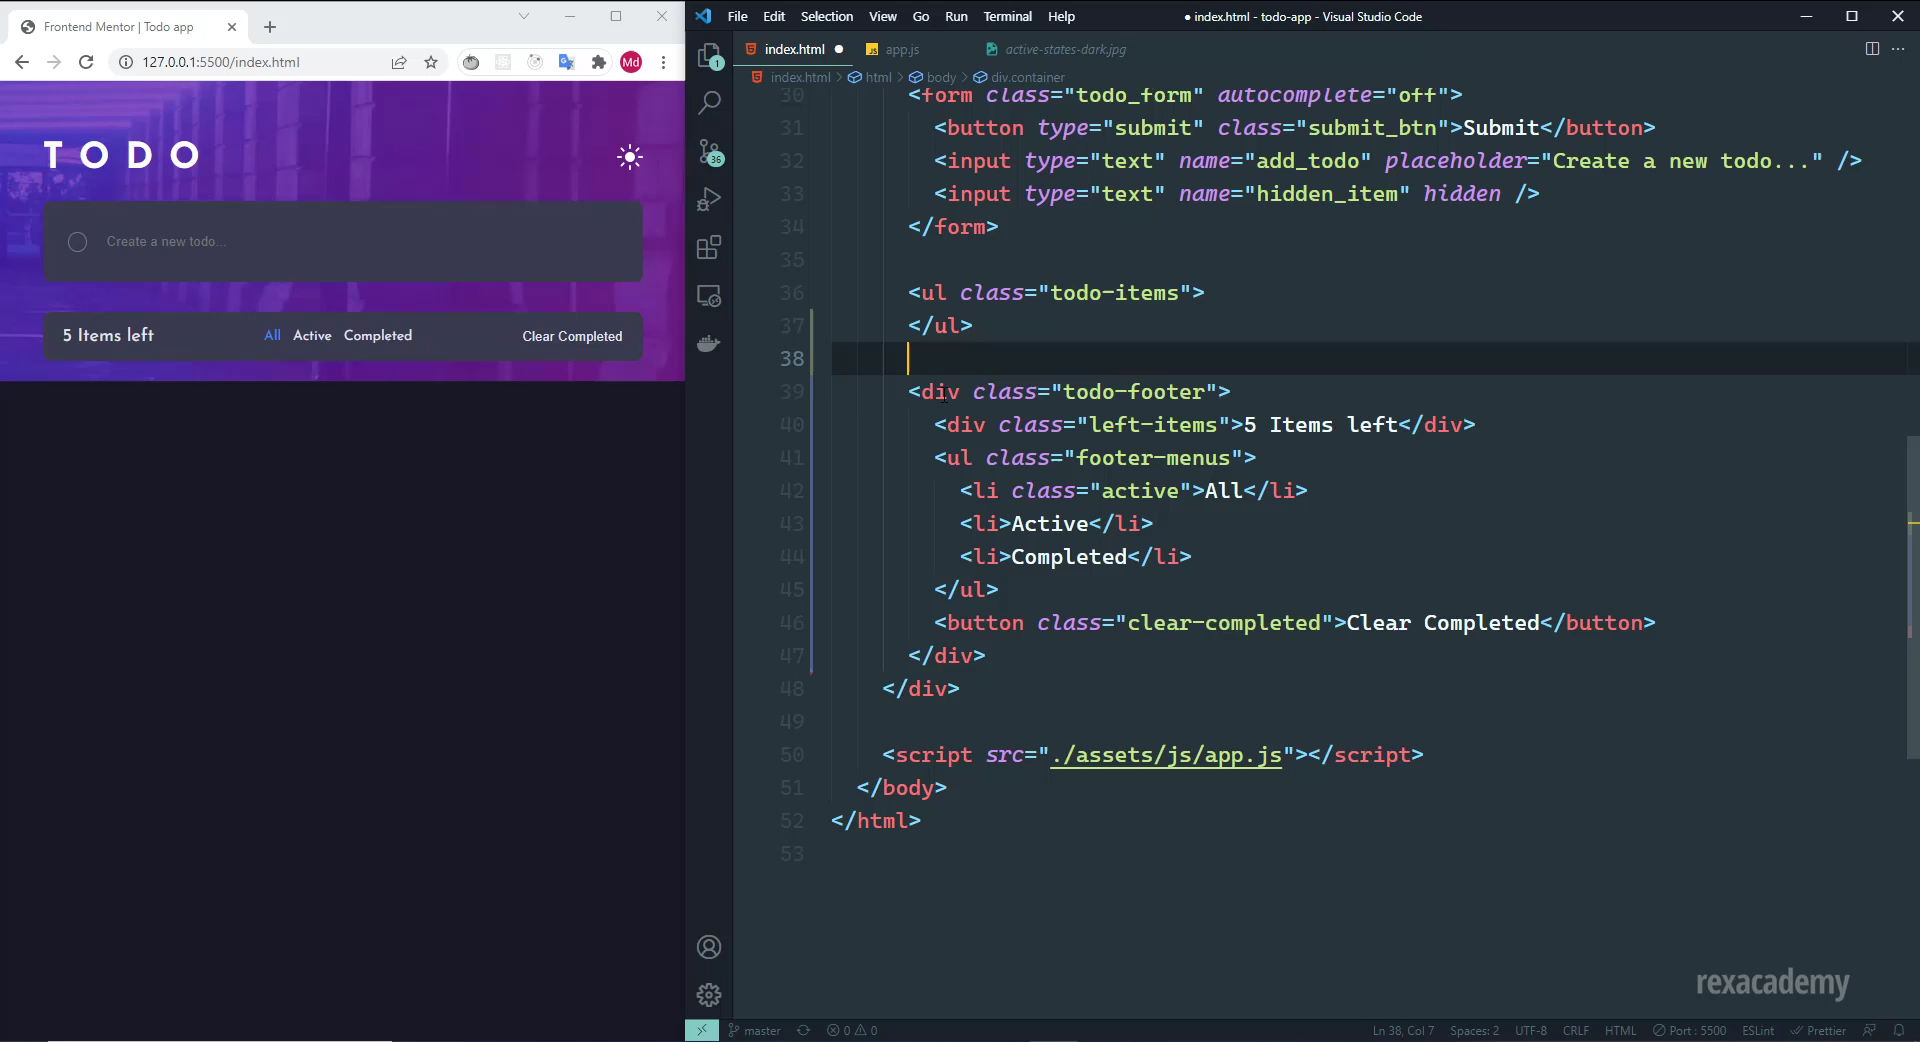 Frontend Mentor | Todo app
127.0.0.1:5500/index.html
Md
TODO
Create a new todo...
5 Items left
All Active Completed
Clear Completed
File Edit Selection View Go Run Terminal Help
● index.html - todo-app - Visual Studio Code
index.html
app.js
active-states-dark.jpg
index.html > html > body > div.container
1
36
30 <form class="todo_form" autocomplete="off">
31 <button type="submit" class="submit_btn">Submit</button>
32 <input type="text" name="add_todo" placeholder="Create a new todo..." />
33 <input type="text" name="hidden_item" hidden />
34 </form>
35
36 <ul class="todo-items">
37 </ul>
38
39 <div class="todo-footer">
40 <div class="left-items">5 Items left</div>
41 <ul class="footer-menus">
42 <li class="active">All</li>
43 <li>Active</li>
44 <li>Completed</li>
45 </ul>
46 <button class="clear-completed">Clear Completed</button>
47 </div>
48 </div>
49
50 <script src="./assets/js/app.js"></script>
51 </body>
52 </html>
53
rexacademy
master
0 0
Ln 38, Col 7 Spaces: 2 UTF-8 CRLF HTML Port : 5500 ESLint Prettier